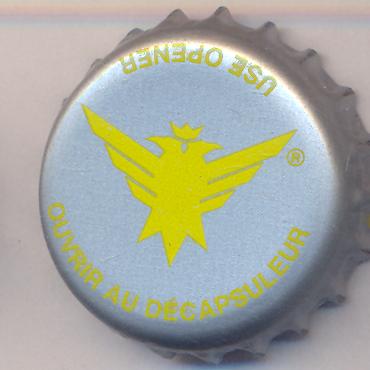 USE OPENER
®
OUVRIR AU DÉCAPSULEUR